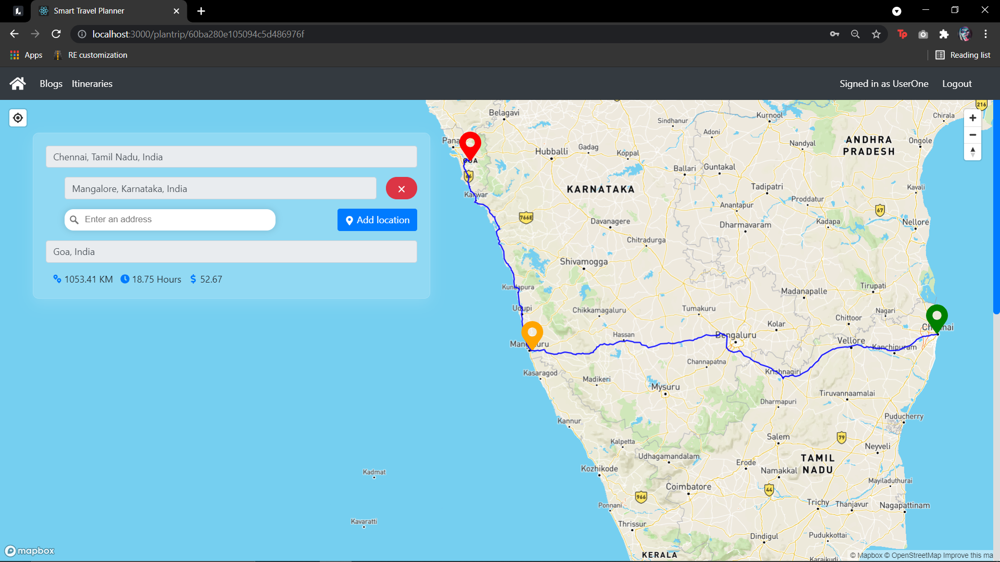 Smart Travel Planner
localhost:3000/plantrip/60ba280e105094c5d486976f
Tp
Apps
RE customization
Reading list
Blogs
Itineraries
Signed in as UserOne
Logout
Chennai, Tamil Nadu, India
Mangalore, Karnataka, India
Enter an address
Add location
Goa, India
1053.41 KM
18.75 Hours
$ 52.67
216
Belagavi
Kurnool
Chirala
Sindhanur
Adoni
ANDHRA
PRADESH
Ongole
Nandyal
Gadag
Hubballi
Koppal
Ballari
Guntakal
66
KARNATAKA
Tadipatri
Kavali
Karwar
Proddatur
Anantapur
67
766E
Davanagere
Dharmavaram
Kadapa
Nellore
Chitradurga
Shivamogga
Kundapura
Madanapalle
Tirupati
Udupi
Chikkamagaluru
Tumakuru
Nagari
Chittoor
Kolar
Hassan
Bengaluru
Vellore
Kanchipuram
Channapatna
Kasaragod
Krishnagiri
Madikeri
Mysuru
Tiruvannaamalai
Dharmapuri
Puducherry
Kannur
79
Salem
Kalpetta
Neyveli
Udhagamandalam
TAMIL
NADU
Erode
Kozhikode
Namakkal
Kadmat
Mayiladuthurai
Coimbatore
44
966
Trichy
Thanjavur
Nagapattinam
Ponnani
Kavaratti
Thrissur
Dindigul
Pudukkottai
KERALA
Karaikudi
mapbox
© Mapbox © OpenStreetMap Improve this ma